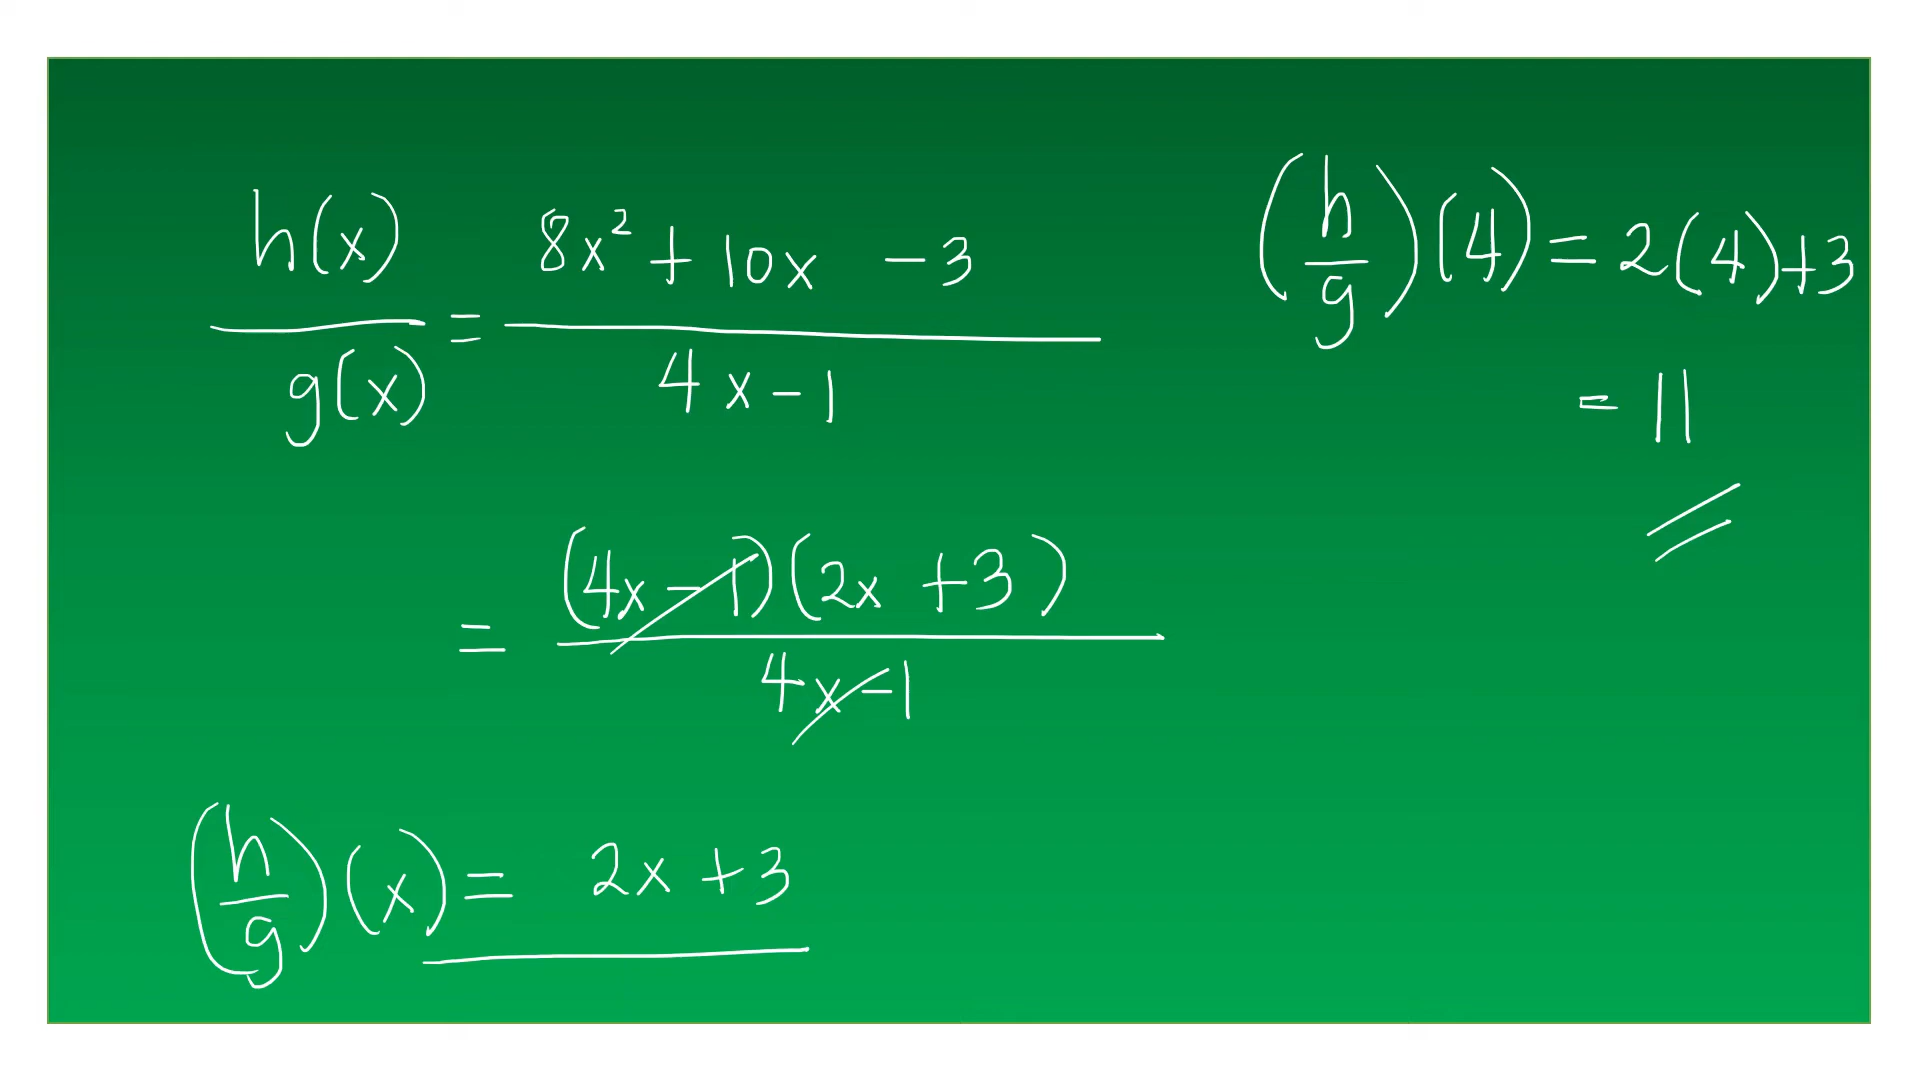 h(x)/g(x) = (8x² + 10x - 3)/(4x - 1)
= (4x - 1)(2x + 3)/(4x - 1)
(h/g)(x) = 2x + 3
(h/g)(4) = 2(4) + 3
= 11